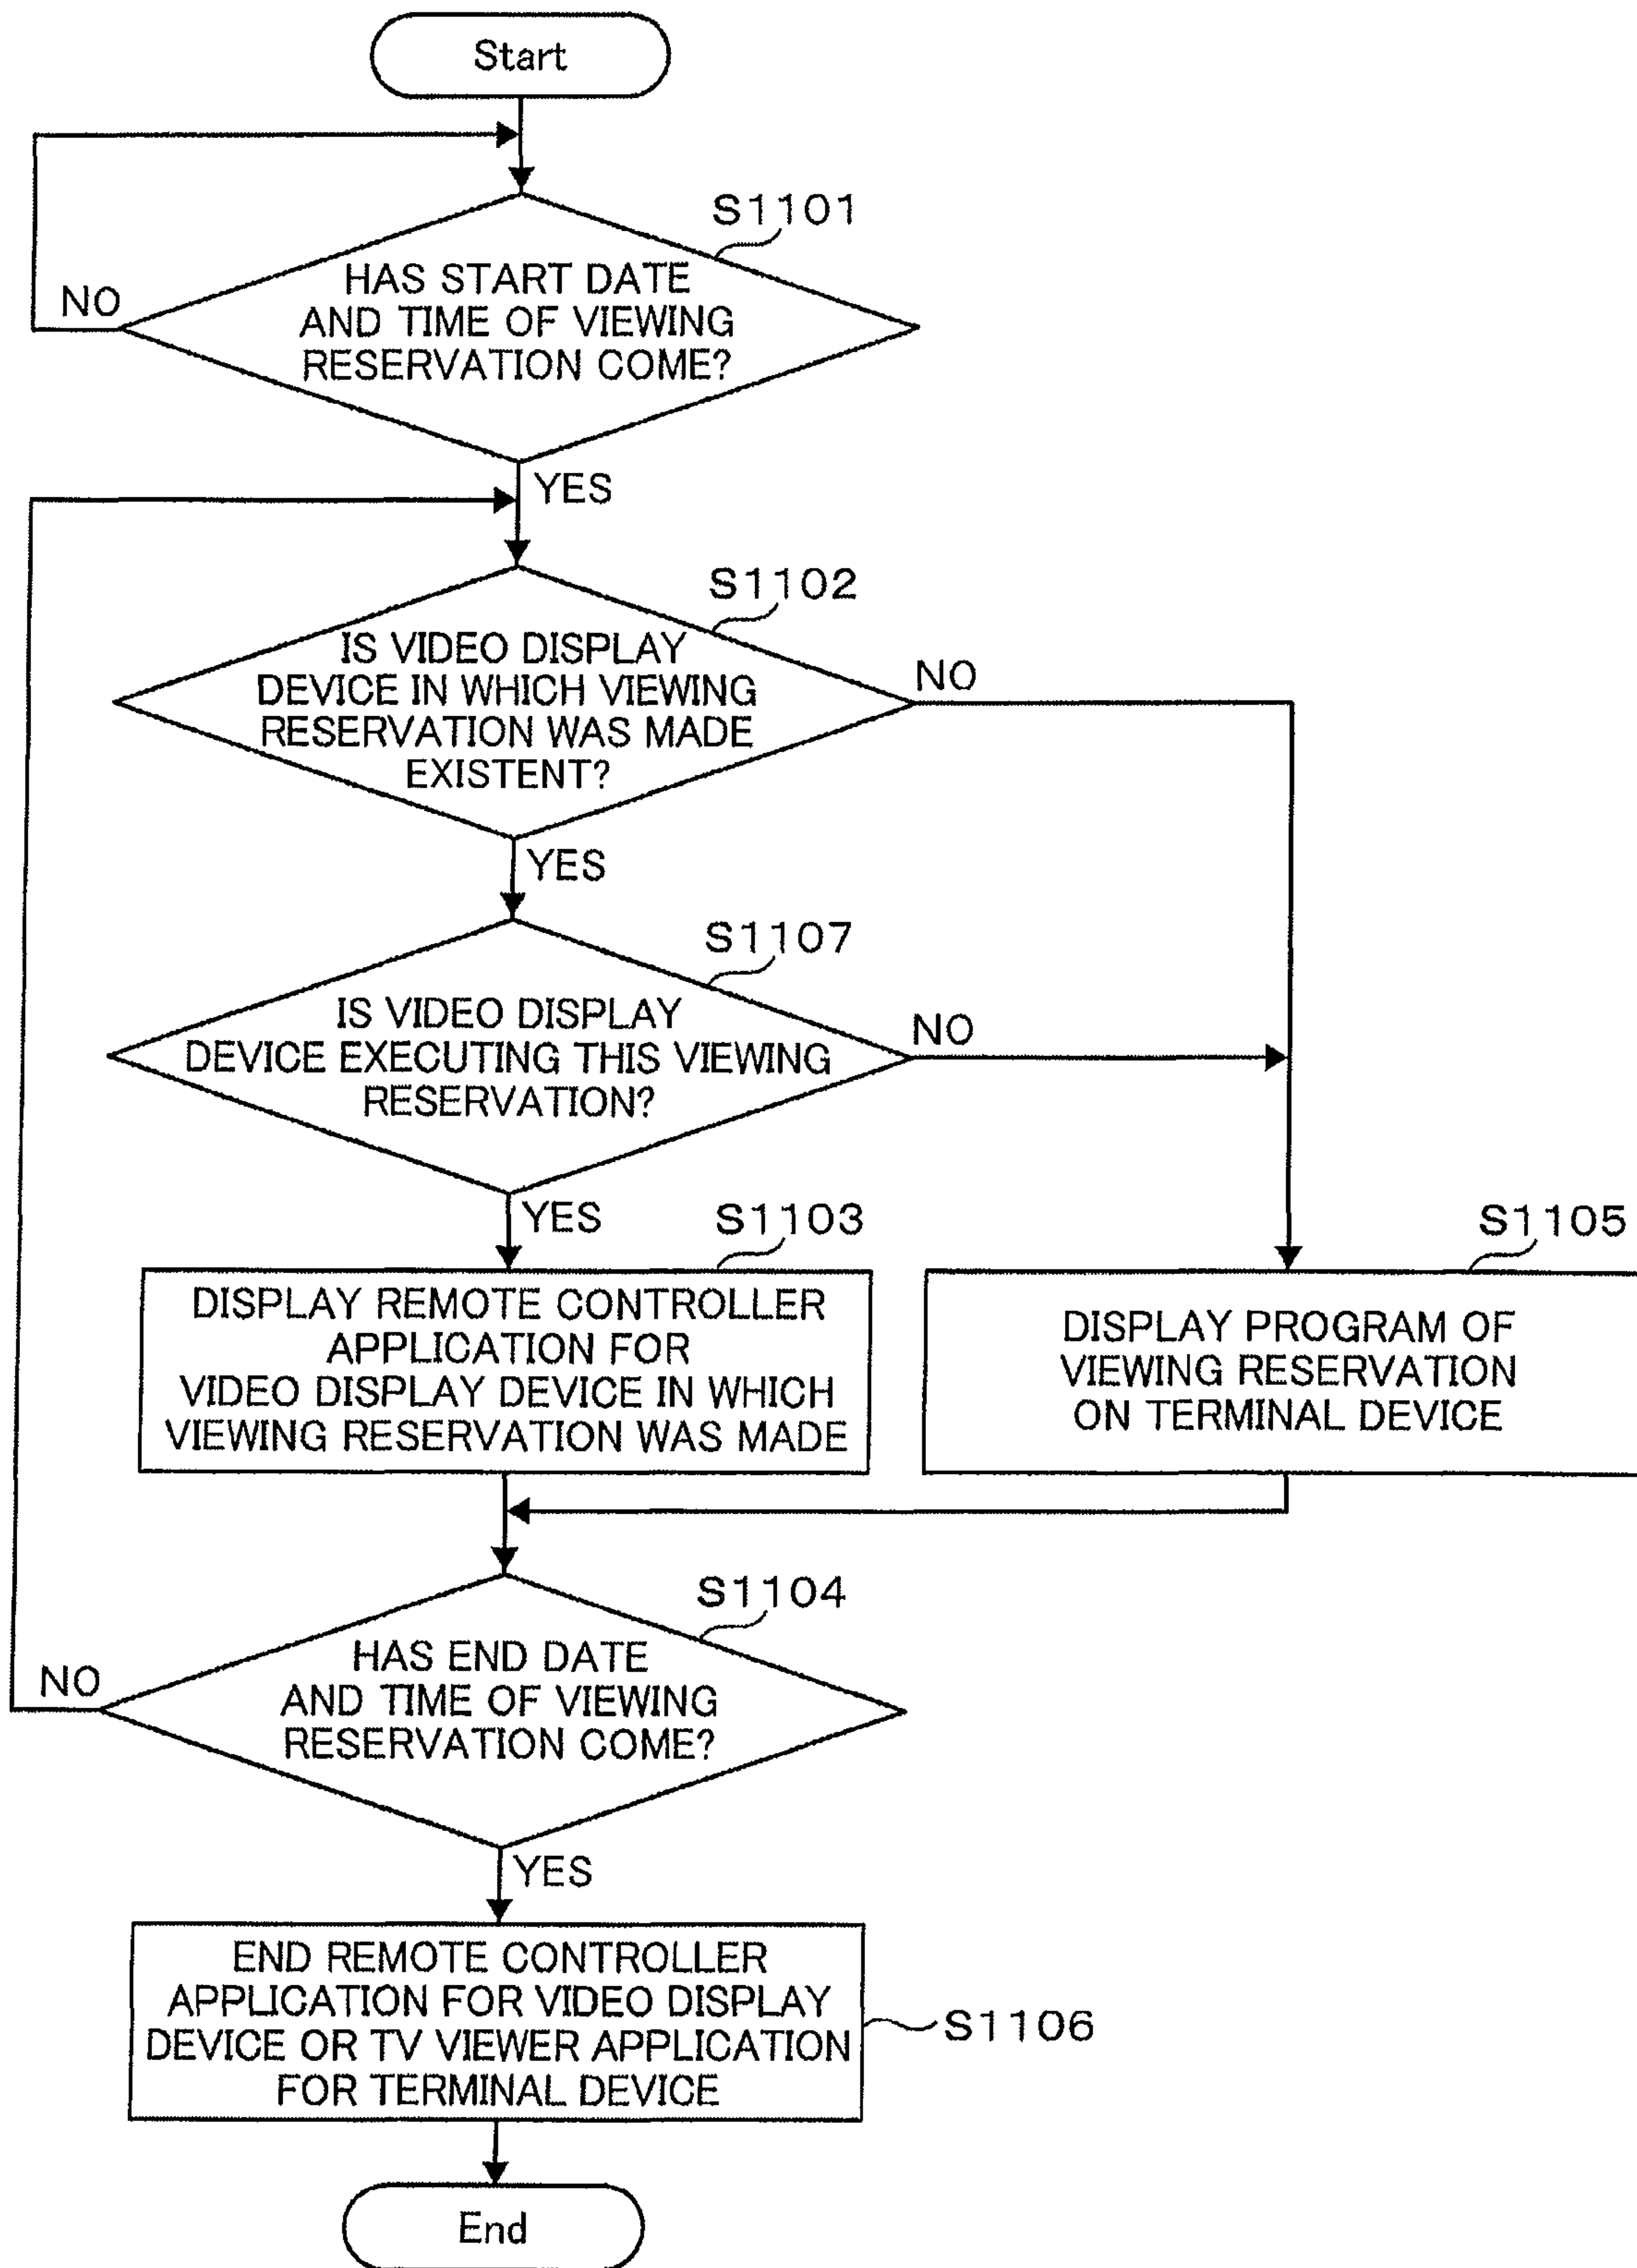 Start
S1101
HAS START DATE
AND TIME OF VIEWING
RESERVATION COME?
NO
YES
S1102
IS VIDEO DISPLAY
DEVICE IN WHICH VIEWING
RESERVATION WAS MADE
EXISTENT?
NO
YES
S1107
IS VIDEO DISPLAY
DEVICE EXECUTING THIS VIEWING
RESERVATION?
NO
YES
S1103
DISPLAY REMOTE CONTROLLER
APPLICATION FOR
VIDEO DISPLAY DEVICE IN WHICH
VIEWING RESERVATION WAS MADE
S1105
DISPLAY PROGRAM OF
VIEWING RESERVATION
ON TERMINAL DEVICE
S1104
HAS END DATE
AND TIME OF VIEWING
RESERVATION COME?
NO
YES
END REMOTE CONTROLLER
APPLICATION FOR VIDEO DISPLAY
DEVICE OR TV VIEWER APPLICATION
FOR TERMINAL DEVICE
S1106
End